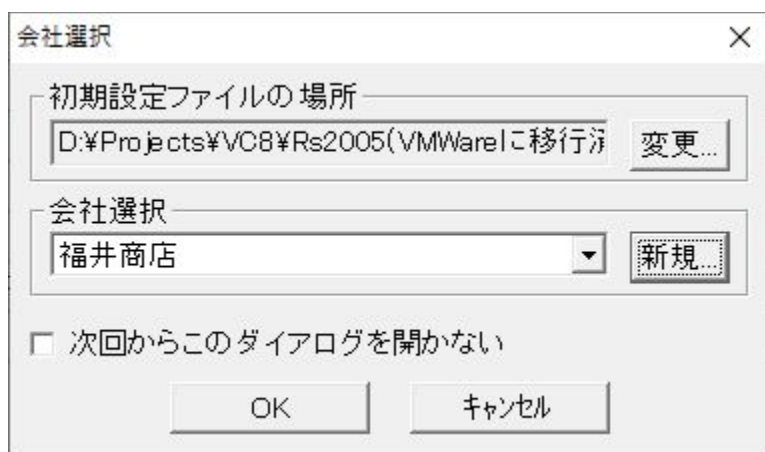 会社選択
初期設定ファイルの場所
D:¥Projects¥VC8¥Rs2005(VMWareに移行済
変更...
会社選択
福井商店
新規...
次回からこのダイアログを開かない
OK
キャンセル